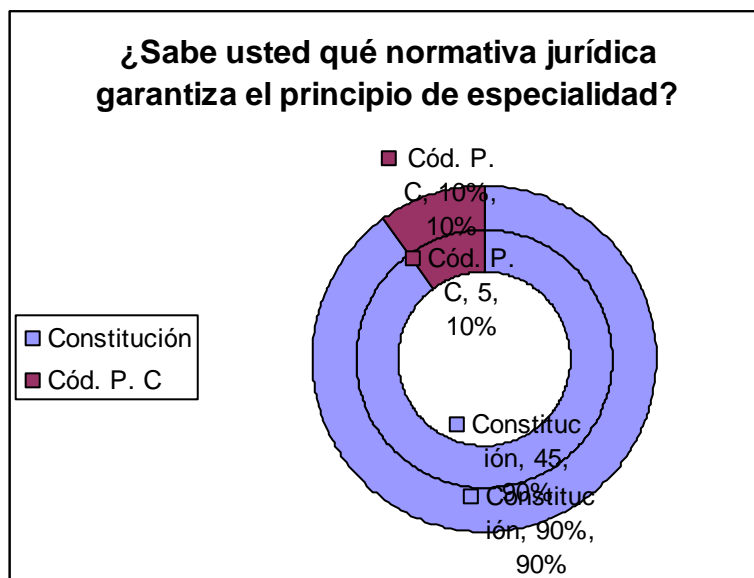 ¿Sabe usted qué normativa jurídica
garantiza el principio de especialidad?
Cód. P.
C, 10%,
10%
Cód. P.
C, 5,
10%
Constitución
Cód. P. C
Constituc
ión, 45,
90%
Constituc
ión, 90%,
90%